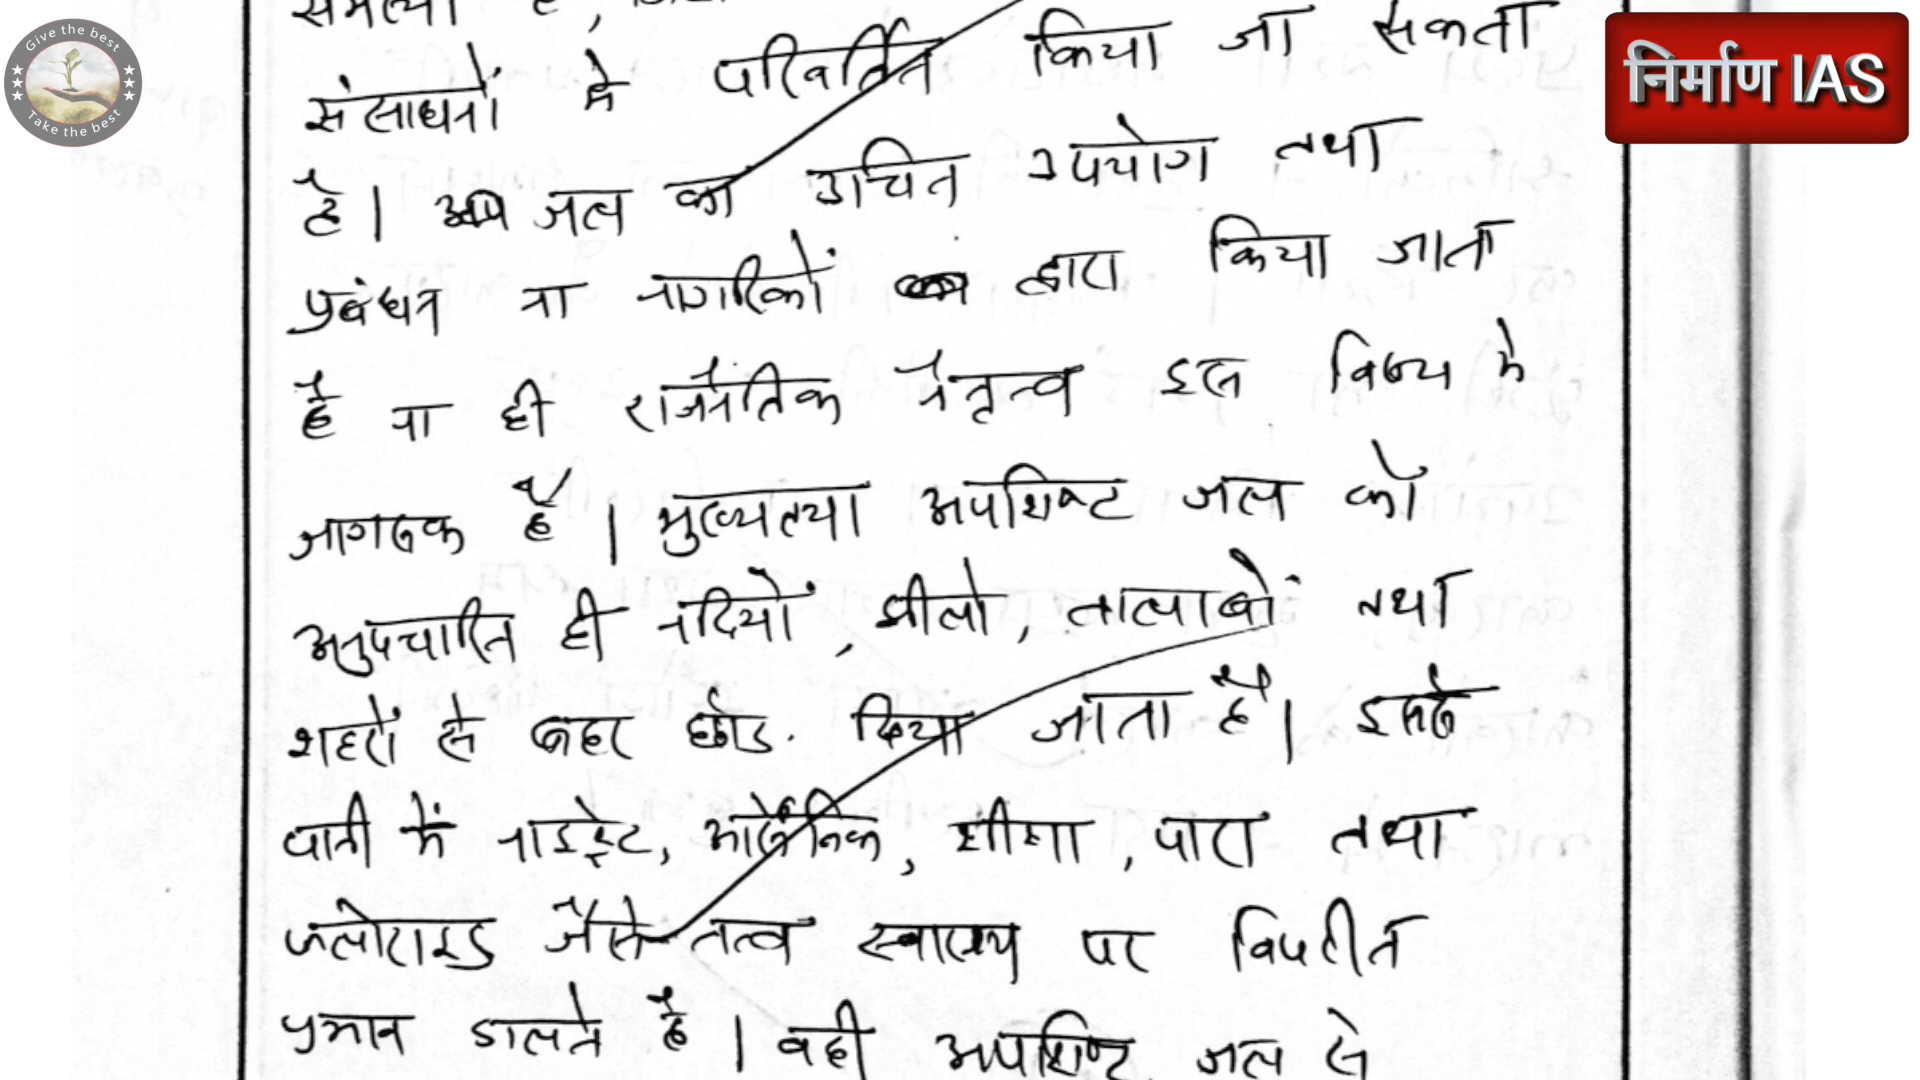 Give the best
Take the best
निर्माण IAS
समस्या है,
संसाधनों मे परिवर्तित किया जा सकता
है। जल का उचित उपयोग तथा
प्रबंधन ना नागरिकों द्वारा किया जाता
है ना ही राजनैतिक नेतृत्व इस विषय मे
जागरूक है। मुख्यतया अपशिष्ट जल को
अनुपचारित ही नदियों, झीलो, तालाबों तथा
शहरों से बाहर छोड दिया जाता है। इससे
पानी में नाइट्रेट, आर्सेनिक, शीशा, पारा तथा
फ्लोराइड जैसे तत्व स्वास्थ्य पर विपरीत
प्रभाव डालते है। वही अपशिष्ट जल से